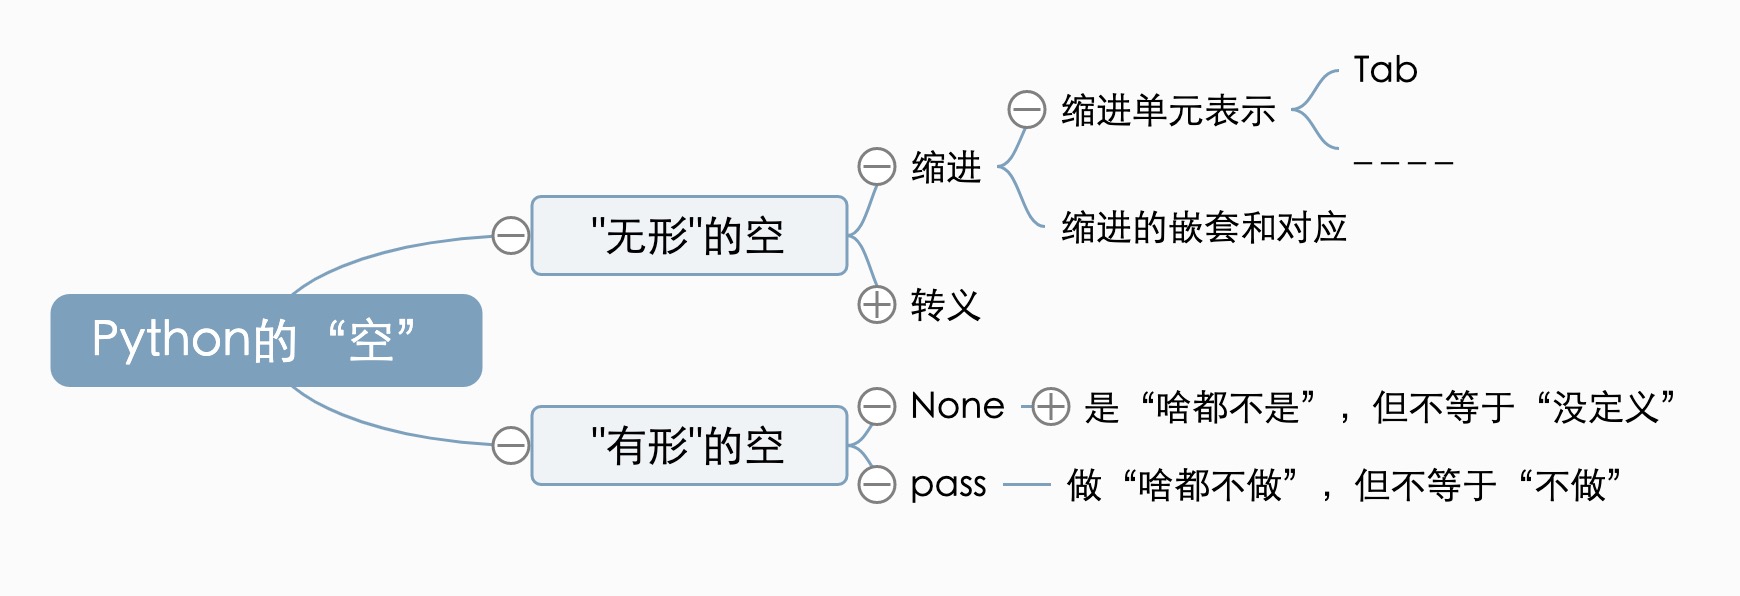 Python的“空”
"无形"的空
缩进
缩进单元表示
Tab
_ _ _ _
缩进的嵌套和对应
转义
"有形"的空
None
是“啥都不是”，但不等于“没定义”
pass
做“啥都不做”，但不等于“不做”